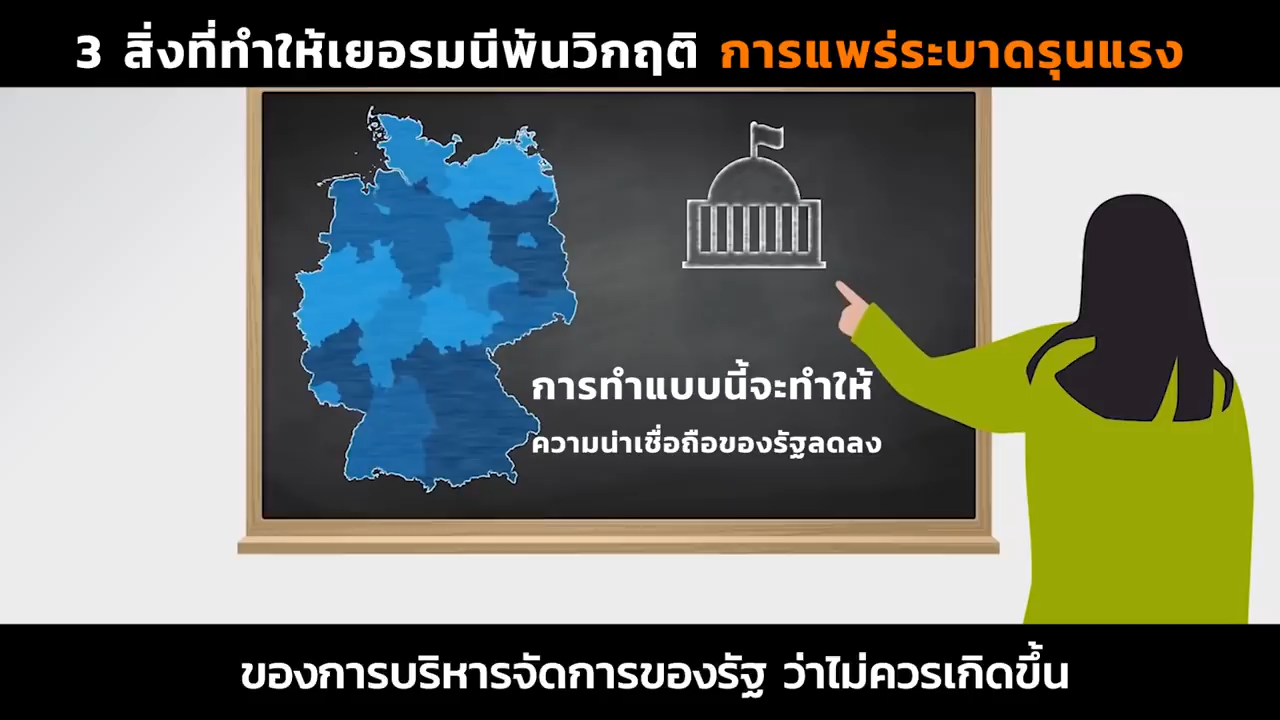 3 สิ่งที่ทำให้เยอรมนีพ้นวิกฤติ การแพร่ระบาดรุนแรง
การทำแบบนี้จะทำให้
ความน่าเชื่อถือของรัฐลดลง
ของการบริหารจัดการของรัฐ ว่าไม่ควรเกิดขึ้น